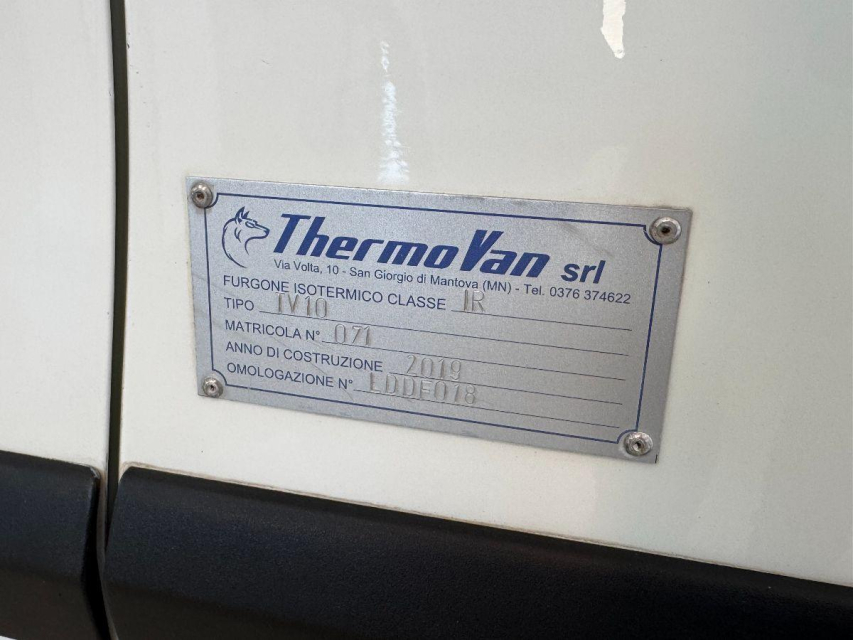 ThermoVan srl
Via Volta, 10 - San Giorgio di Mantova (MN) - Tel. 0376 374622
FURGONE ISOTERMICO CLASSE IR
TIPO TV10
MATRICOLA N° 071
ANNO DI COSTRUZIONE 2019
OMOLOGAZIONE N°